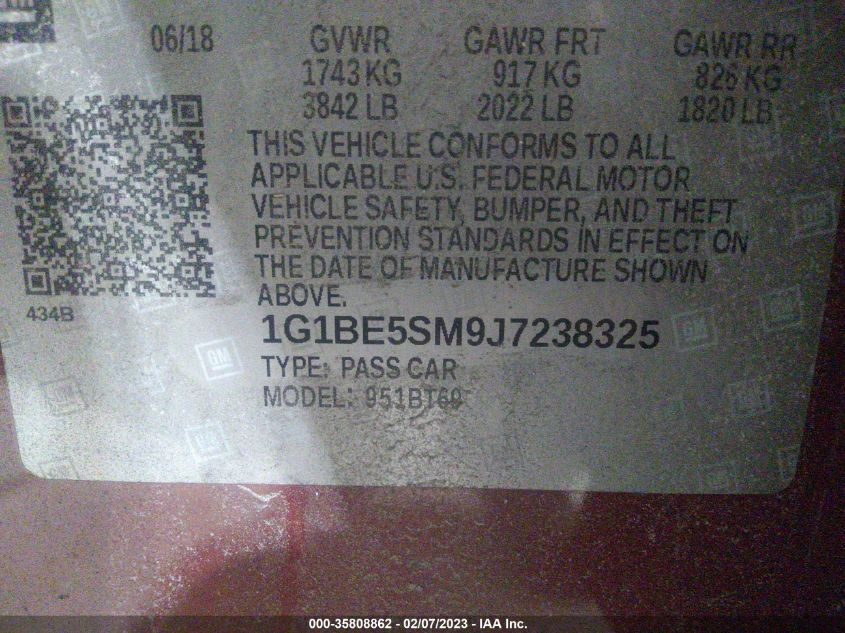 06/18 GVWR GAWR FRT GAWR RR
1743 KG 917 KG 826 KG
3842 LB 2022 LB 1820 LB
THIS VEHICLE CONFORMS TO ALL
APPLICABLE U.S. FEDERAL MOTOR
VEHICLE SAFETY, BUMPER, AND THEFT
PREVENTION STANDARDS IN EFFECT ON
THE DATE OF MANUFACTURE SHOWN
ABOVE.
434B
1G1BE5SM9J7238325
TYPE: PASS CAR
MODEL: 951BT69
GM
000-35808862 - 02/07/2023 - IAA Inc.